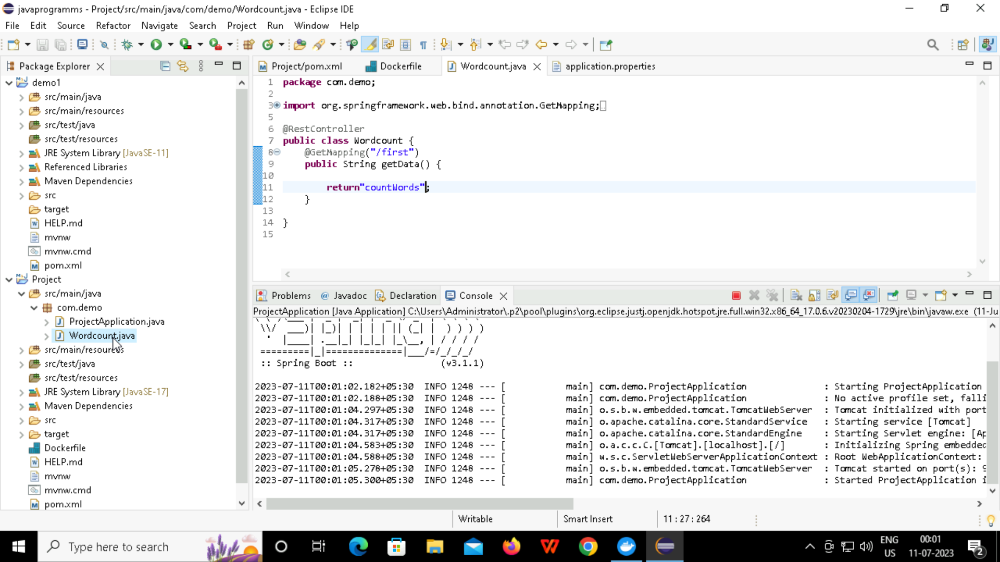 javaprogramms - Project/src/main/java/com/demo/Wordcount.java - Eclipse IDE
File Edit Source Refactor Navigate Search Project Run Window Help
Package Explorer
demo1
src/main/java
src/main/resources
src/test/java
src/test/resources
JRE System Library [JavaSE-11]
Referenced Libraries
Maven Dependencies
src
target
HELP.md
mvnw
mvnw.cmd
pom.xml
Project
src/main/java
com.demo
ProjectApplication.java
Wordcount.java
src/main/resources
src/test/java
src/test/resources
JRE System Library [JavaSE-17]
Maven Dependencies
src
target
Dockerfile
HELP.md
mvnw
mvnw.cmd
pom.xml
Project/pom.xml Dockerfile Wordcount.java application.properties
1 package com.demo;
2
3 import org.springframework.web.bind.annotation.GetMapping;
5
6 @RestController
7 public class Wordcount {
8 @GetMapping("/first")
9 public String getData() {
10
11 return"countWords";
12 }
13
14 }
15
Problems @ Javadoc Declaration Console
ProjectApplication [Java Application] C:\Users\Administrator\.p2\pool\plugins\org.eclipse.justj.openjdk.hotspot.jre.full.win32.x86_64_17.0.6.v20230204-1729\jre\bin\javaw.exe (11-Ju
:: Spring Boot :: (v3.1.1)
2023-07-11T00:01:02.182+05:30 INFO 1248 --- [ main] com.demo.ProjectApplication : Starting ProjectApplication
2023-07-11T00:01:02.188+05:30 INFO 1248 --- [ main] com.demo.ProjectApplication : No active profile set, falli
2023-07-11T00:01:04.297+05:30 INFO 1248 --- [ main] o.s.b.w.embedded.tomcat.TomcatWebServer : Tomcat initialized with port
2023-07-11T00:01:04.317+05:30 INFO 1248 --- [ main] o.apache.catalina.core.StandardService : Starting service [Tomcat]
2023-07-11T00:01:04.317+05:30 INFO 1248 --- [ main] o.apache.catalina.core.StandardEngine : Starting Servlet engine: [Ap
2023-07-11T00:01:04.583+05:30 INFO 1248 --- [ main] o.a.c.c.C.[Tomcat].[localhost].[/] : Initializing Spring embedded
2023-07-11T00:01:04.588+05:30 INFO 1248 --- [ main] w.s.c.ServletWebServerApplicationContext : Root WebApplicationContext:
2023-07-11T00:01:05.278+05:30 INFO 1248 --- [ main] o.s.b.w.embedded.tomcat.TomcatWebServer : Tomcat started on port(s): 9
2023-07-11T00:01:05.300+05:30 INFO 1248 --- [ main] com.demo.ProjectApplication : Started ProjectApplication i
Writable Smart Insert 11 : 27 : 264
Type here to search
ENG
US
00:01
11-07-2023
2